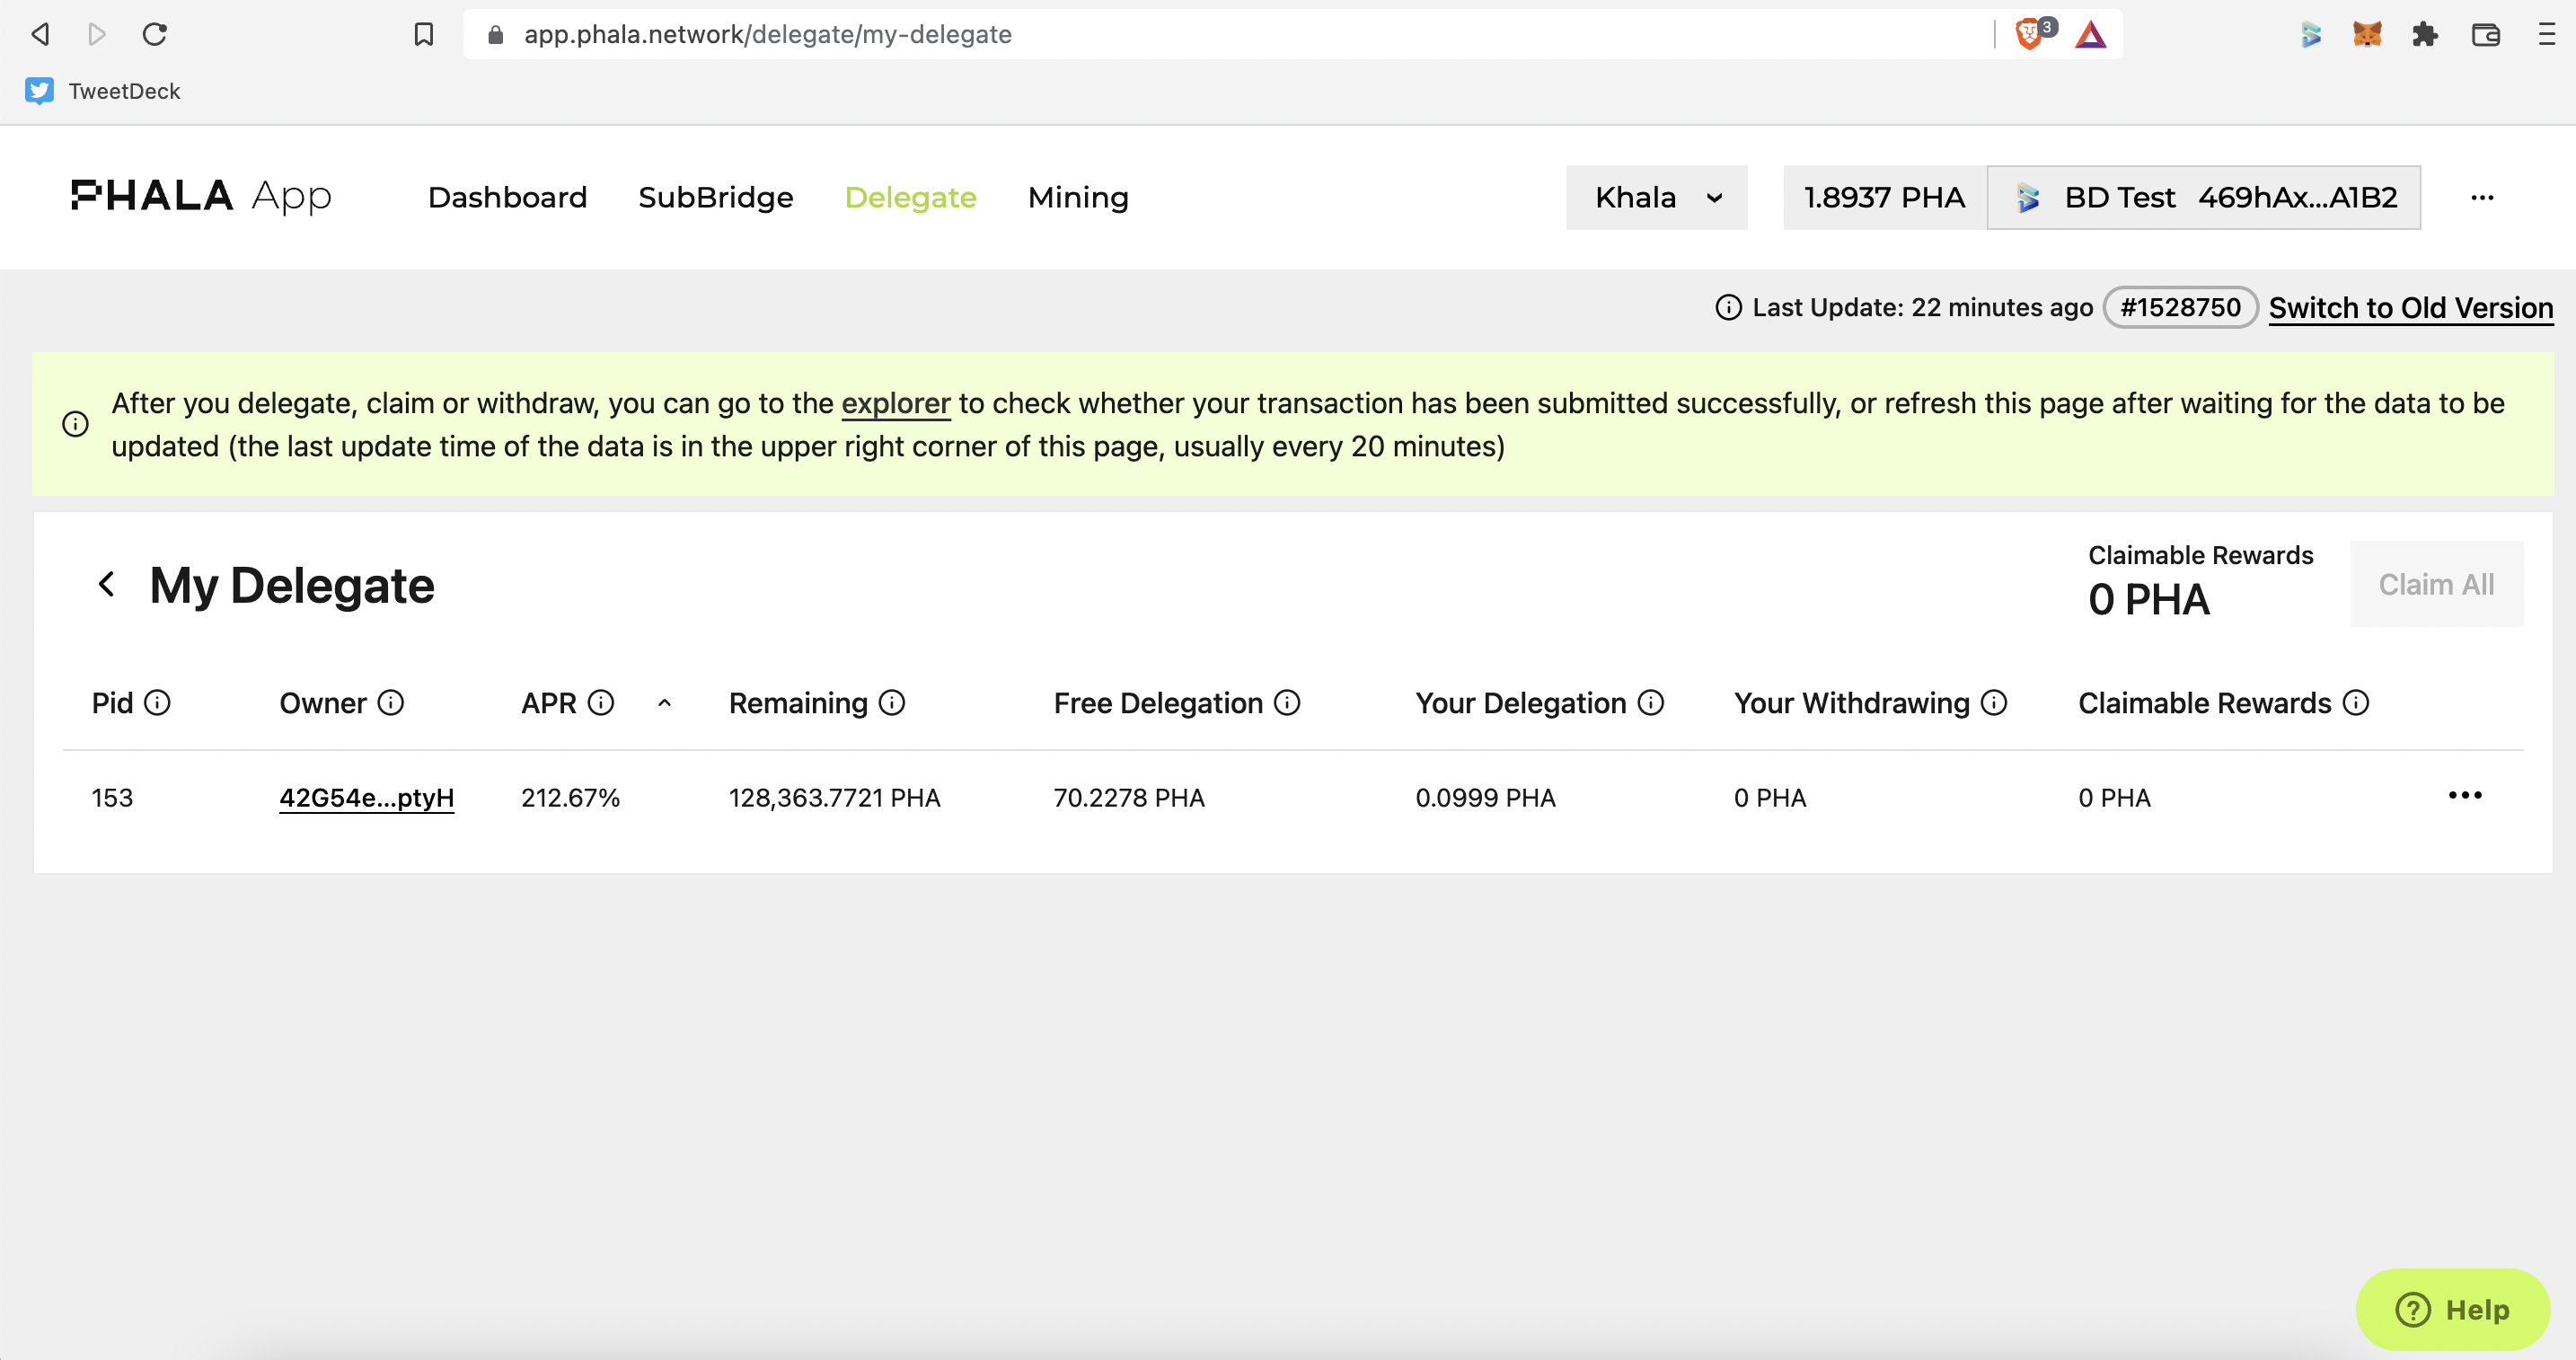 app.phala.network/delegate/my-delegate
3
TweetDeck
PHALA App
Dashboard
SubBridge
Delegate
Mining
Khala
1.8937 PHA
BD Test 469hAx...A1B2
...
Last Update: 22 minutes ago #1528750 Switch to Old Version
After you delegate, claim or withdraw, you can go to the explorer to check whether your transaction has been submitted successfully, or refresh this page after waiting for the data to be
updated (the last update time of the data is in the upper right corner of this page, usually every 20 minutes)
My Delegate
Claimable Rewards
0 PHA
Claim All
Pid Owner APR Remaining Free Delegation Your Delegation Your Withdrawing Claimable Rewards
153 42G54e...ptyH 212.67% 128,363.7721 PHA 70.2278 PHA 0.0999 PHA 0 PHA 0 PHA ...
Help